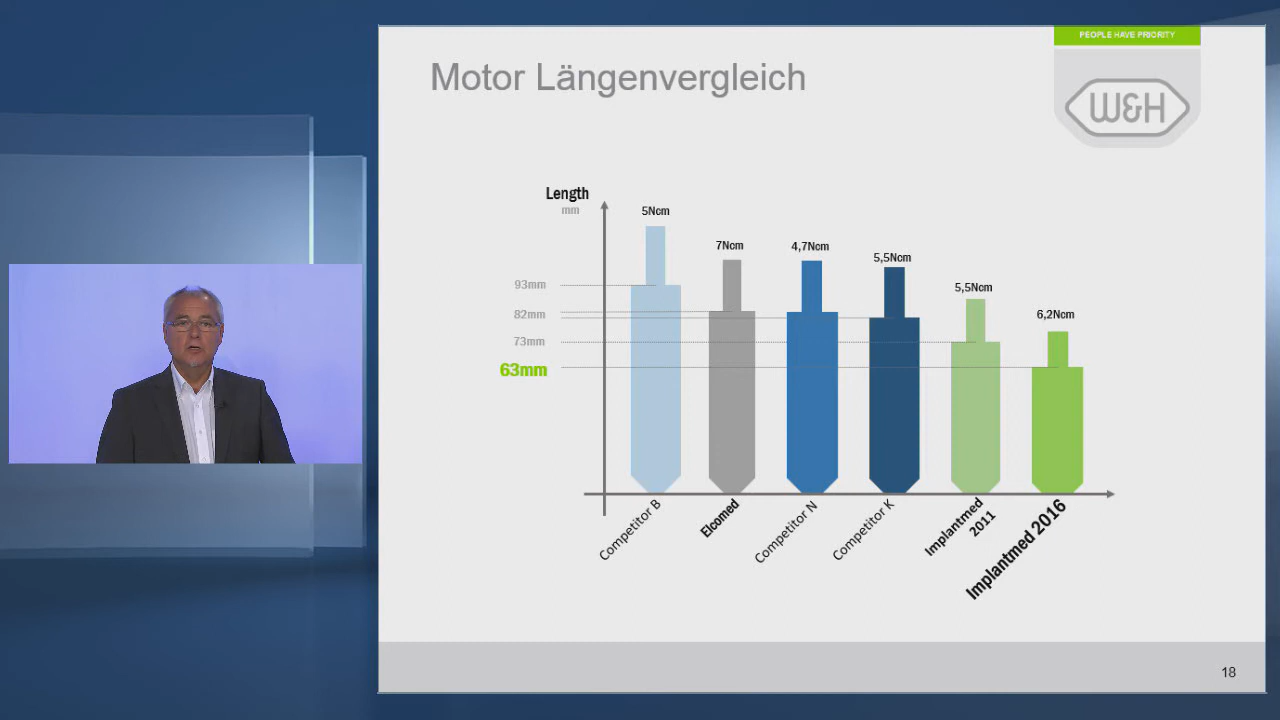 PEOPLE HAVE PRIORITY
W&H
Motor Längenvergleich
Length
mm
5Ncm
7Ncm
4,7Ncm
5,5Ncm
5,5Ncm
6,2Ncm
93mm
82mm
73mm
63mm
Competitor B
Elcomed
Competitor N
Competitor K
Implantmed
2011
Implantmed 2016
18